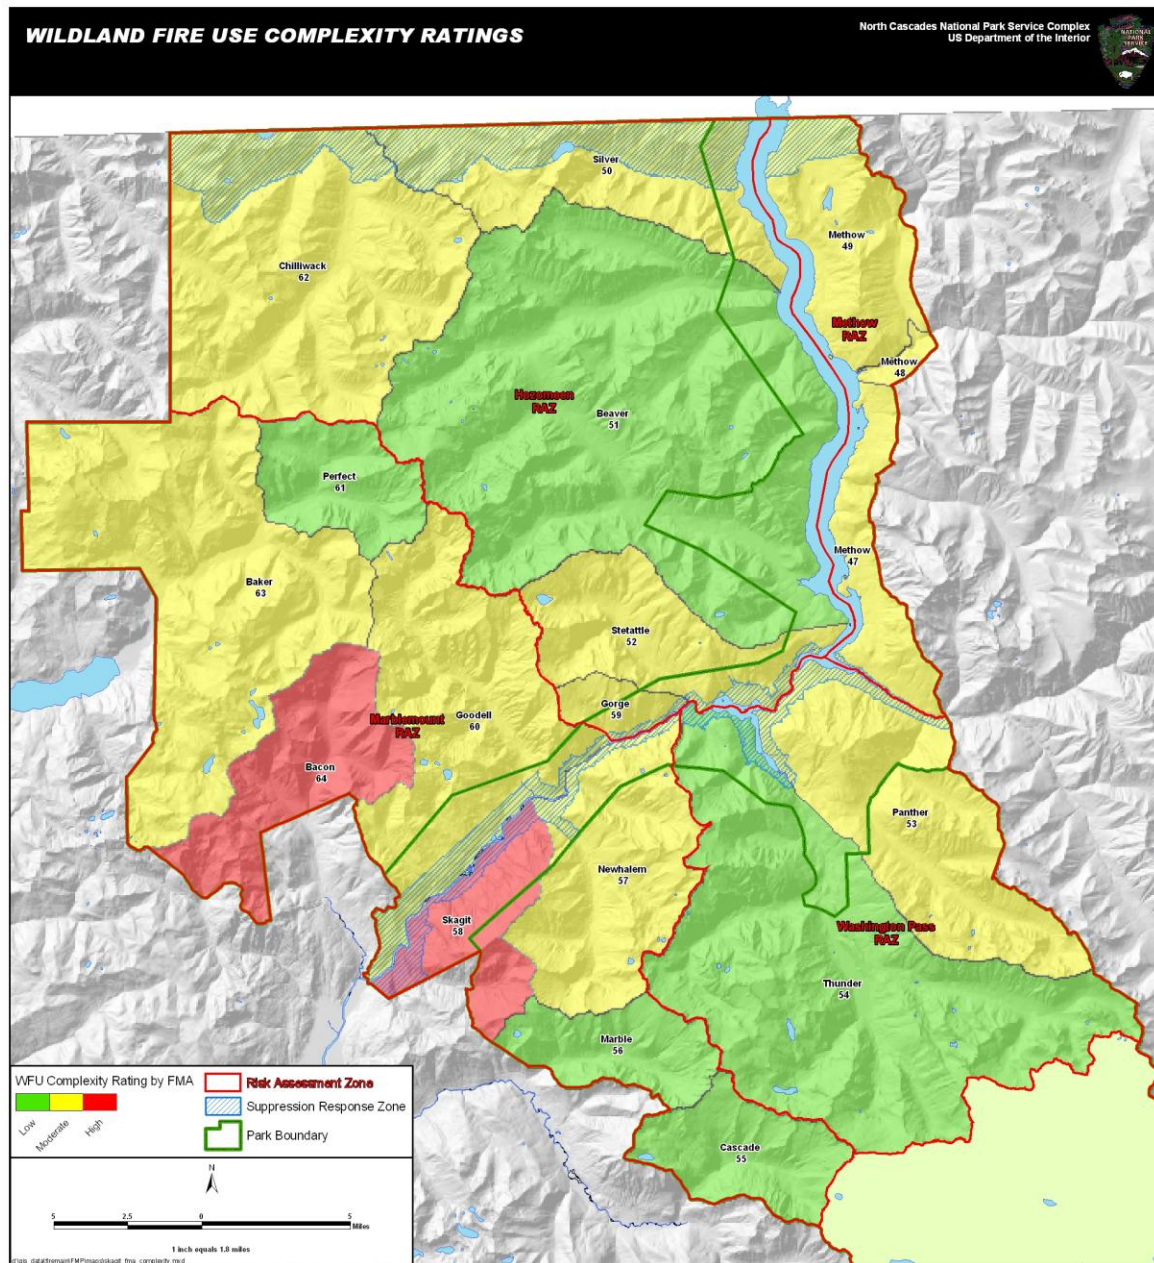 WILDLAND FIRE USE COMPLEXITY RATINGS
North Cascades National Park Service Complex
US Department of the Interior
NATIONAL
PARK
SERVICE
Silver
50
Methow
49
Chilliwack
62
Methow
RAZ
Methow
48
Hozomeen
RAZ
Beaver
51
Perfect
61
Methow
47
Baker
63
Stetattle
52
Gorge
59
Goodell
60
Marblemount
RAZ
Bacon
64
Panther
53
Newhalem
57
Skagit
58
Washington Pass
RAZ
Thunder
54
Marble
56
Cascade
55
WFU Complexity Rating by FMA
Low
Moderate
High
Risk Assessment Zone
Suppression Response Zone
Park Boundary
N
5 2.5 0 5
Miles
1 inch equals 1.8 miles